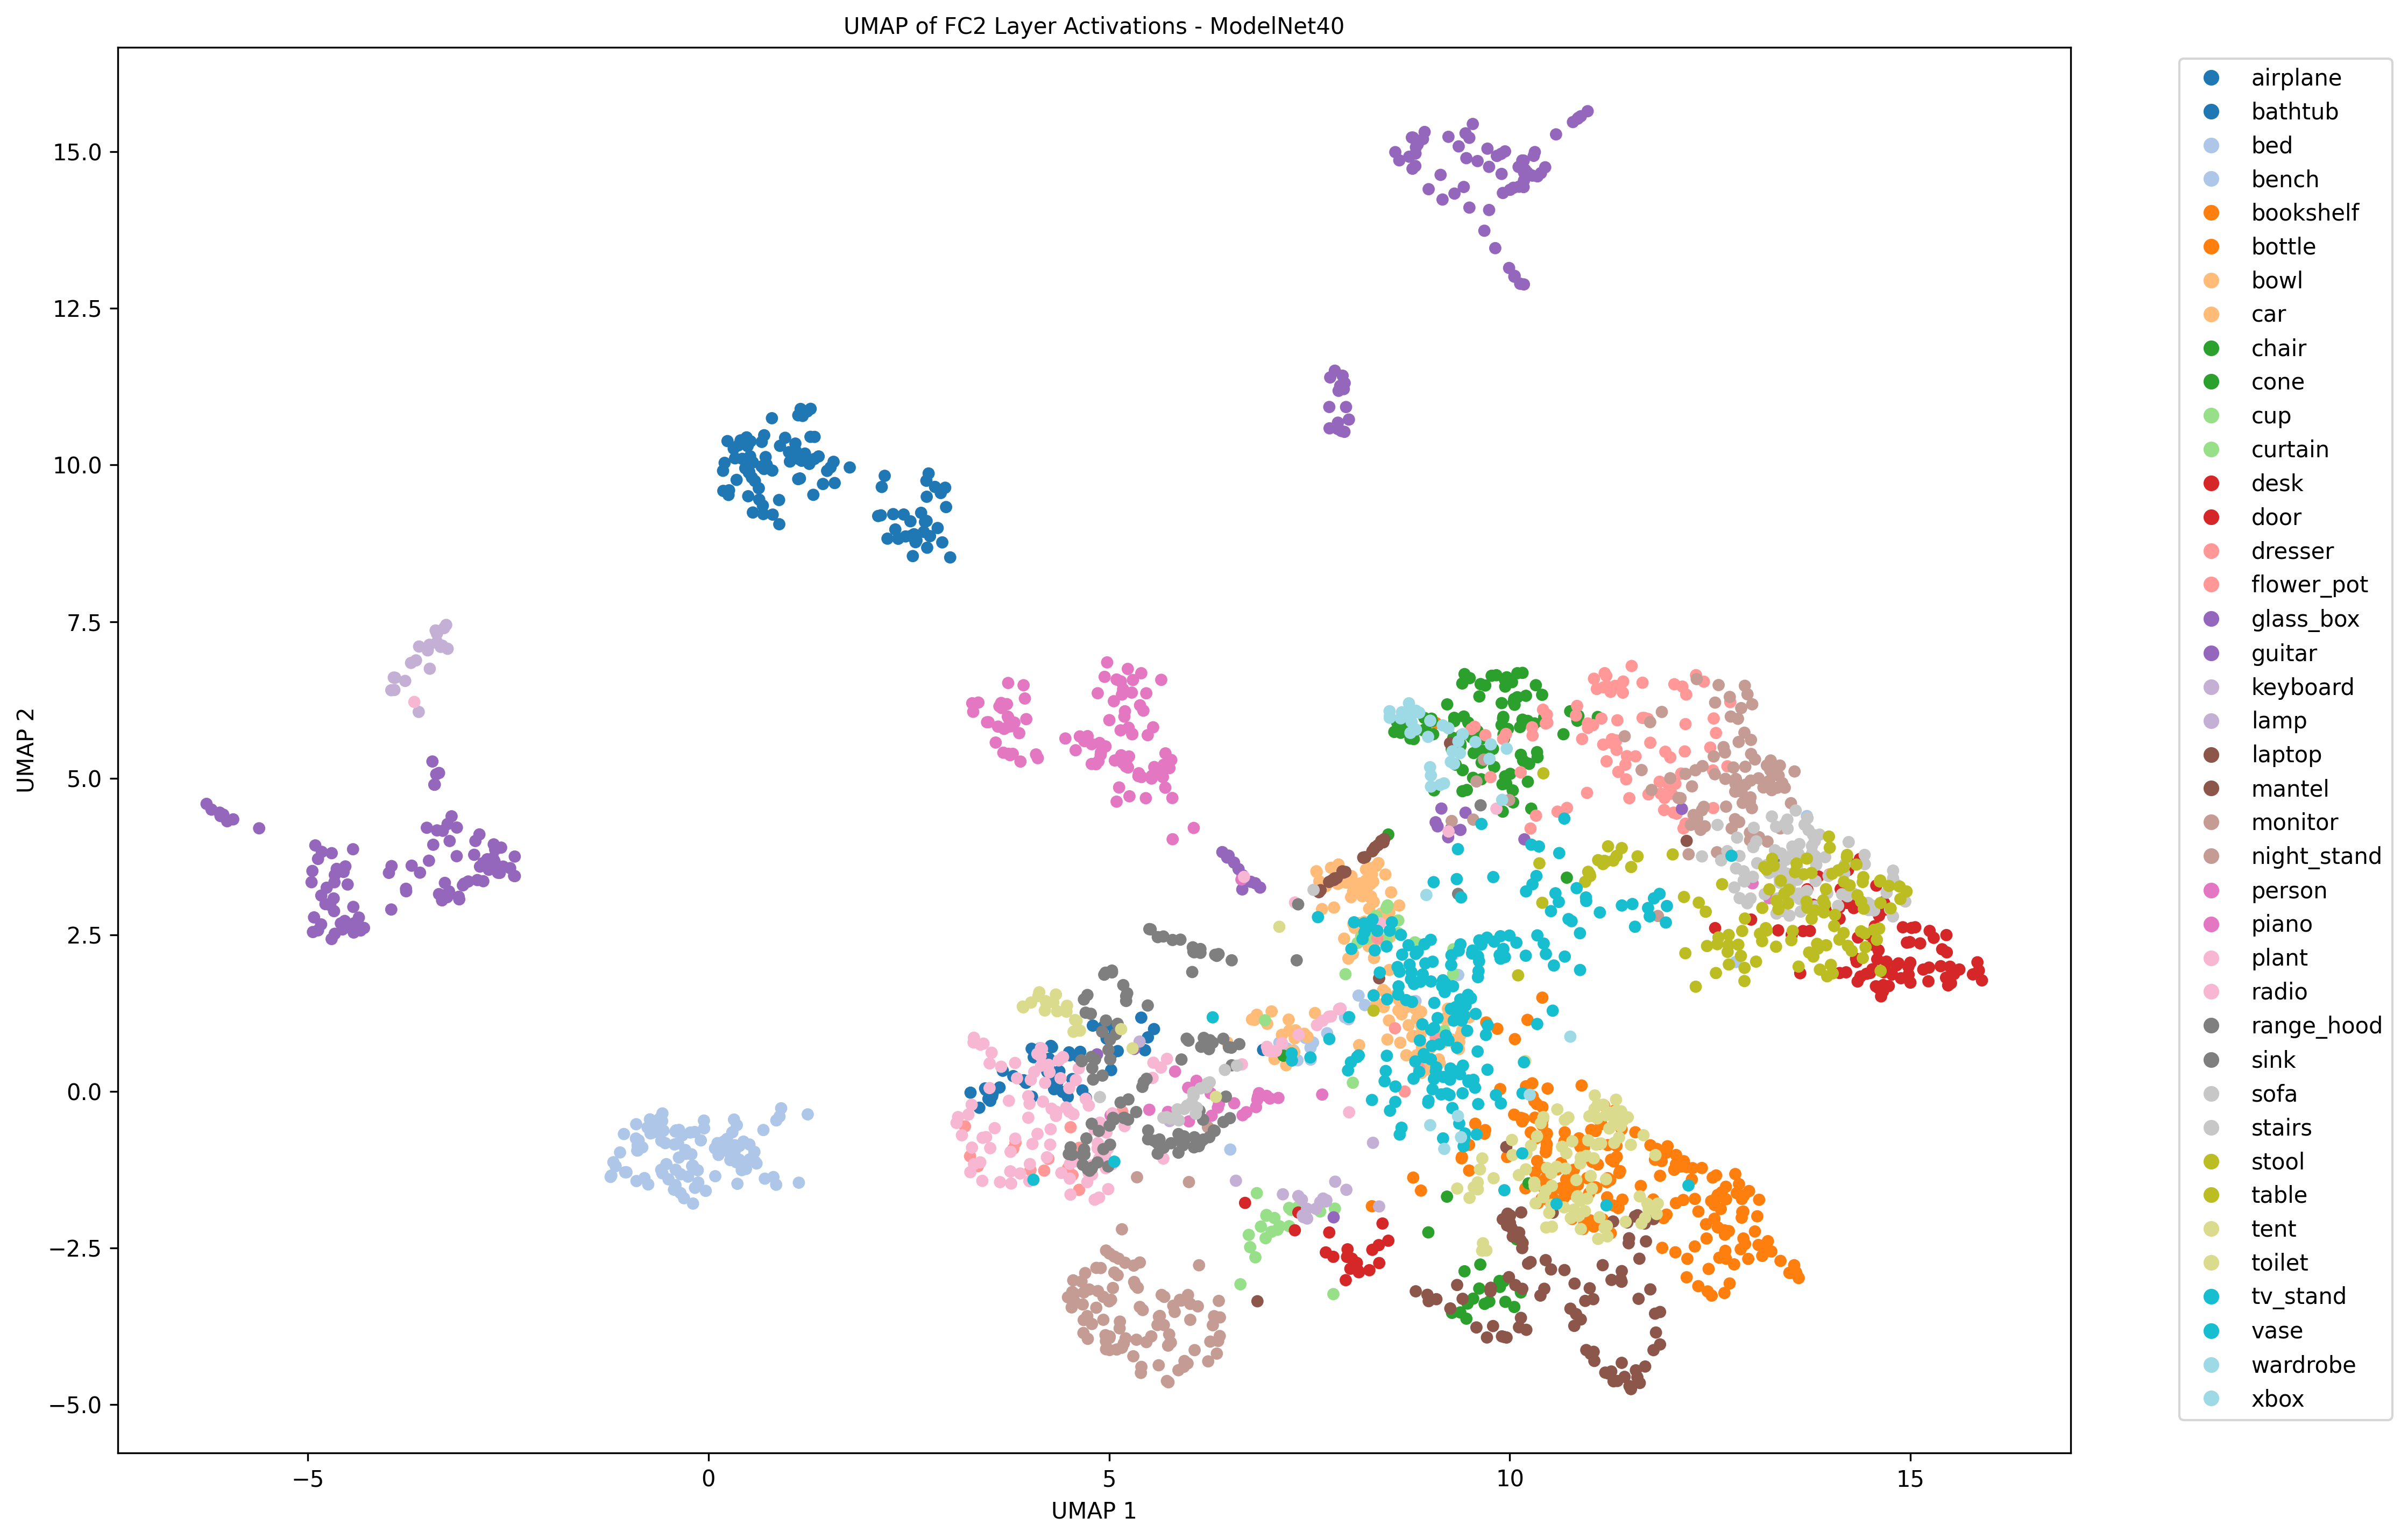 UMAP of FC2 Layer Activations - ModelNet40
15.0
12.5
10.0
7.5
5.0
2.5
0.0
−2.5
−5.0
UMAP 2
−5
0
5
10
15
UMAP 1
airplane
bathtub
bed
bench
bookshelf
bottle
bowl
car
chair
cone
cup
curtain
desk
door
dresser
flower_pot
glass_box
guitar
keyboard
lamp
laptop
mantel
monitor
night_stand
person
piano
plant
radio
range_hood
sink
sofa
stairs
stool
table
tent
toilet
tv_stand
vase
wardrobe
xbox